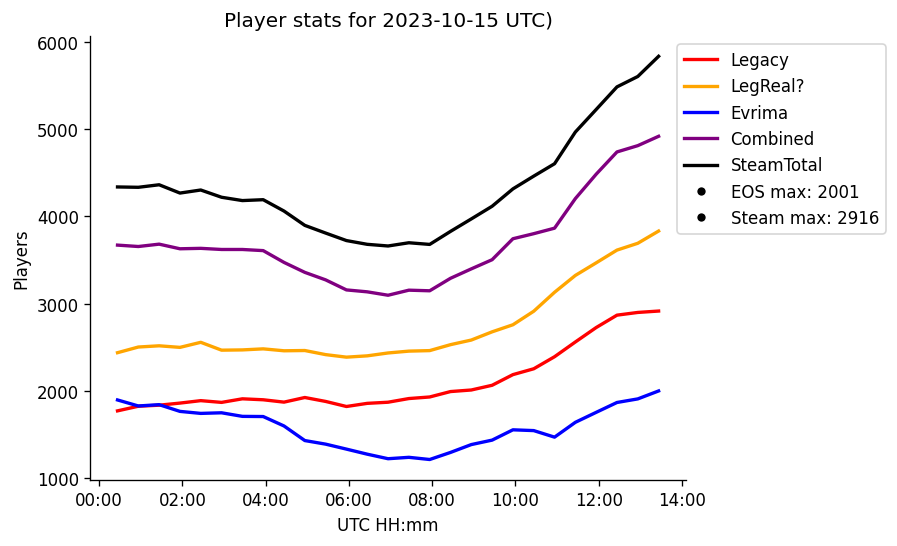 Player stats for 2023-10-15 UTC)
6000
5000
4000
3000
2000
1000
Players
00:00 02:00 04:00 06:00 08:00 10:00 12:00 14:00
UTC HH:mm
Legacy
LegReal?
Evrima
Combined
SteamTotal
EOS max: 2001
Steam max: 2916